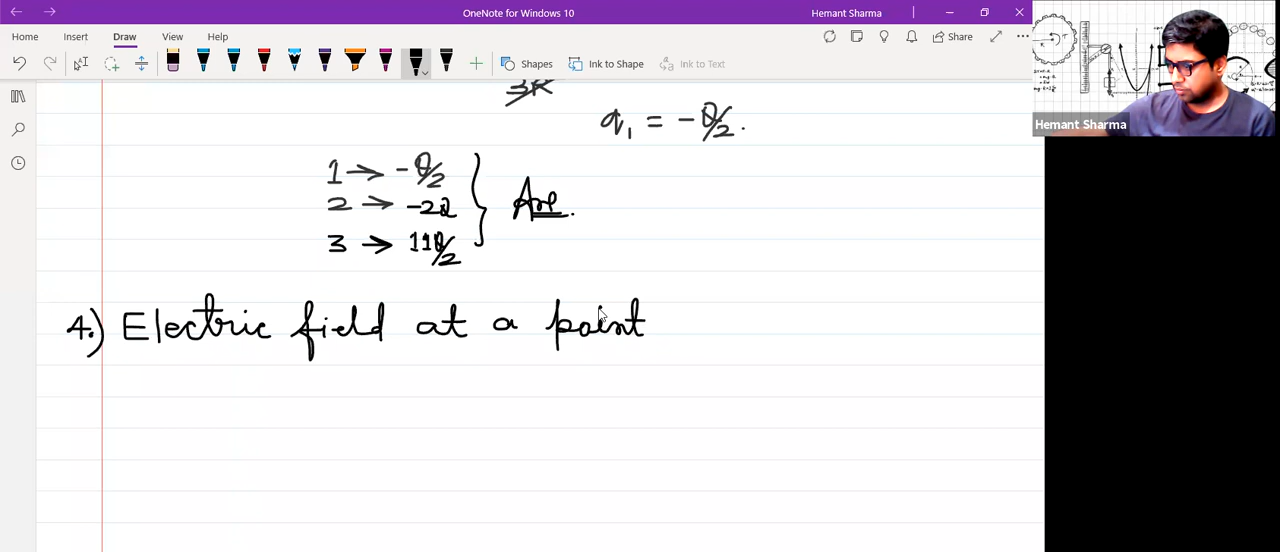 OneNote for Windows 10
Hemant Sharma
Home Insert Draw View Help
Share
Shapes
Ink to Shape
Ink to Text
3R
q₁ = - Q/2.
1 → - Q/2
2 → -2Q
3 → 11Q/2
Ans.
4.) Electric field at a point
Hemant Sharma